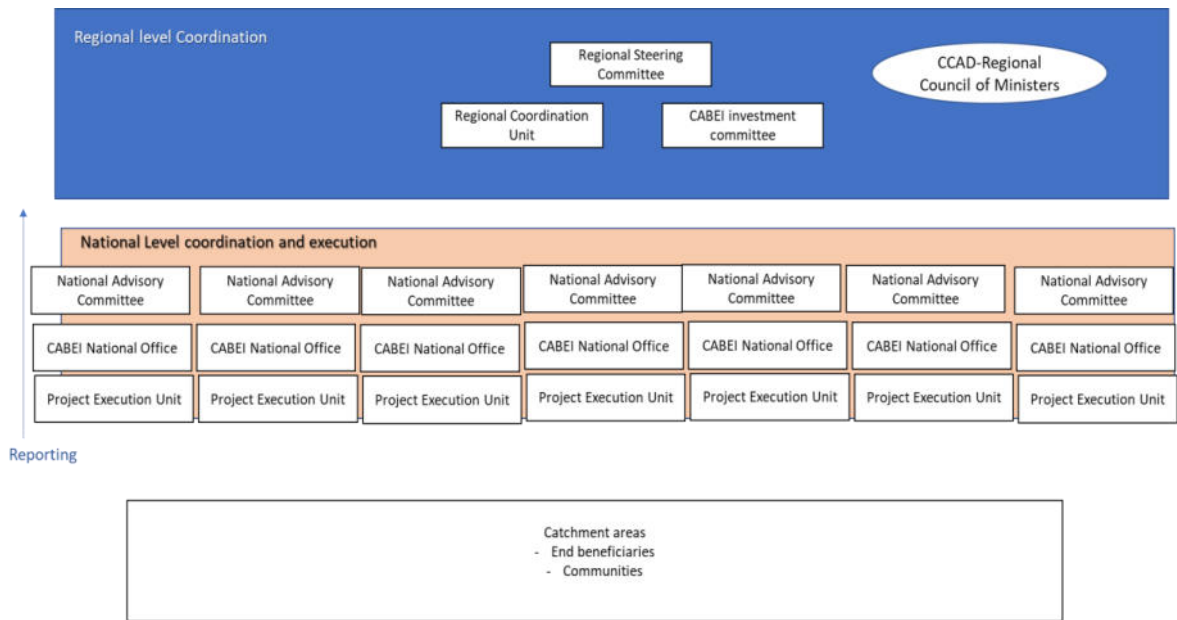 Regional level Coordination
Regional Steering
Committee
CCAD-Regional
Council of Ministers
Regional Coordination
Unit
CABEI investment
committee
National Level coordination and execution
National Advisory
Committee
National Advisory
Committee
National Advisory
Committee
National Advisory
Committee
National Advisory
Committee
National Advisory
Committee
National Advisory
Committee
CABEI National Office
CABEI National Office
CABEI National Office
CABEI National Office
CABEI National Office
CABEI National Office
CABEI National Office
Project Execution Unit
Project Execution Unit
Project Execution Unit
Project Execution Unit
Project Execution Unit
Project Execution Unit
Project Execution Unit
Reporting
Catchment areas
- End beneficiaries
- Communities